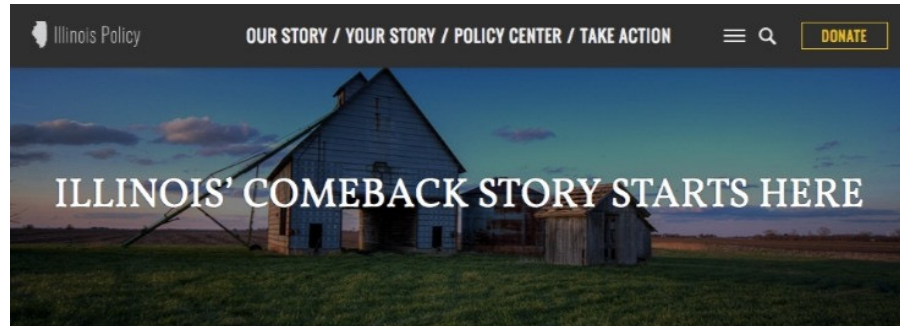 Illinois Policy
OUR STORY / YOUR STORY / POLICY CENTER / TAKE ACTION
DONATE
ILLINOIS’ COMEBACK STORY STARTS HERE